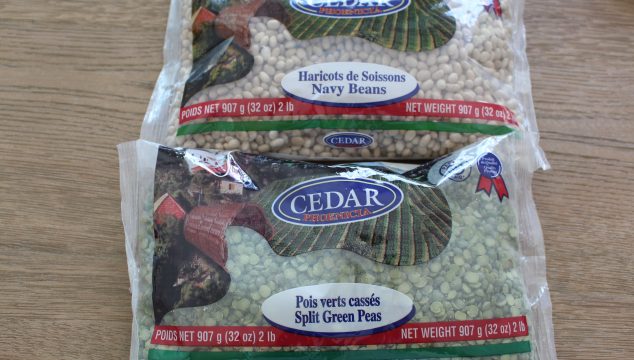 CEDAR
PHOENICIA
Haricots de Soissons
Navy Beans
POIDS NET 907 g (32 oz) 2 lb
NET WEIGHT 907 g (32 oz) 2 lb
CEDAR
CEDAR
PHOENICIA
Pois verts cassés
Split Green Peas
POIDS NET 907 g (32 oz) 2 lb
NET WEIGHT 907 g (32 oz) 2 lb